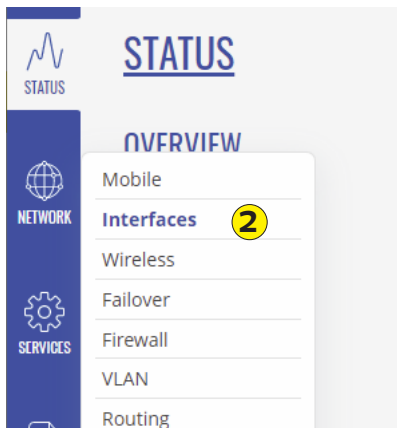 STATUS
STATUS
OVERVIEW
Mobile
NETWORK
Interfaces 2
Wireless
Failover
SERVICES
Firewall
VLAN
Routing